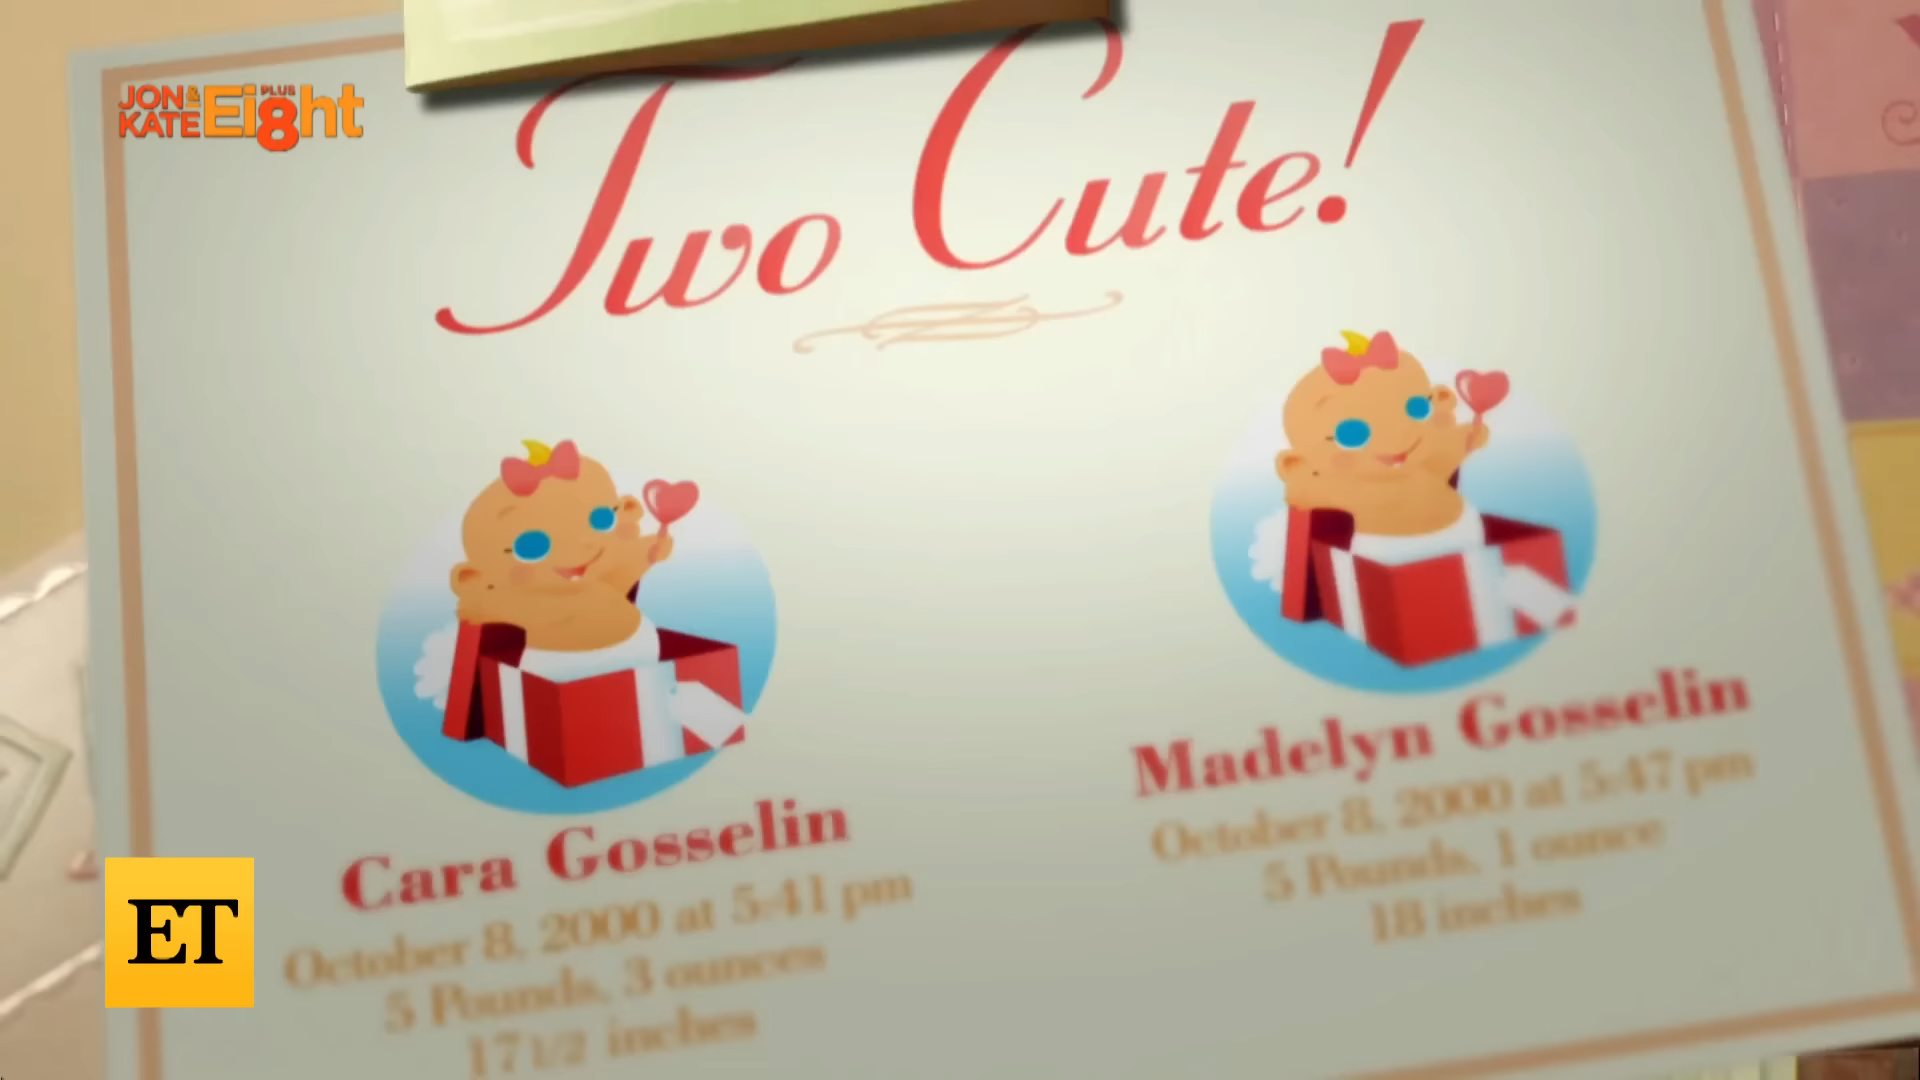 JON & KATE PLUS Ei8ht
Two Cute!
Cara Gosselin
October 8, 2000 at 5:41 pm
5 Pounds, 3 ounces
17 1/2 inches
Madelyn Gosselin
October 8, 2000 at 5:47 pm
5 Pounds, 1 ounce
18 inches
ET